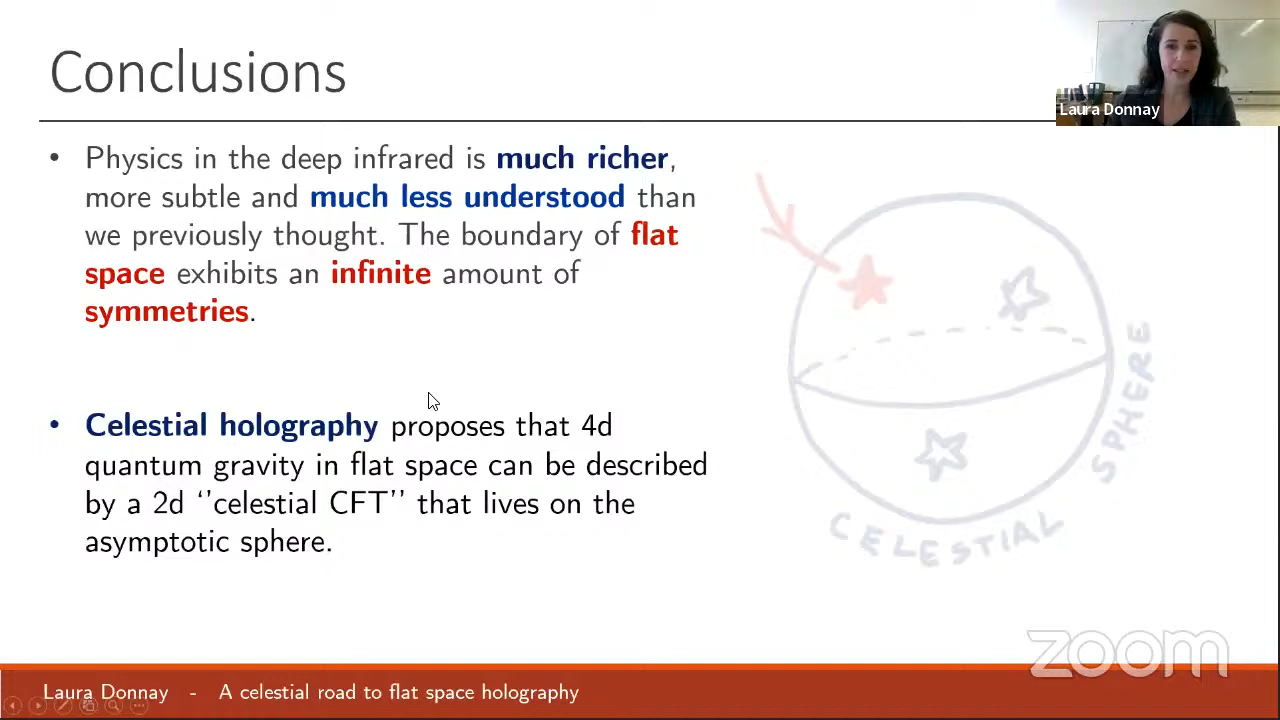 Conclusions
Laura Donnay
• Physics in the deep infrared is much richer,
more subtle and much less understood than
we previously thought. The boundary of flat
space exhibits an infinite amount of
symmetries.
• Celestial holography proposes that 4d
quantum gravity in flat space can be described
by a 2d ‘’celestial CFT’’ that lives on the
asymptotic sphere.
CELESTIAL
SPHERE
zoom
Laura Donnay - A celestial road to flat space holography